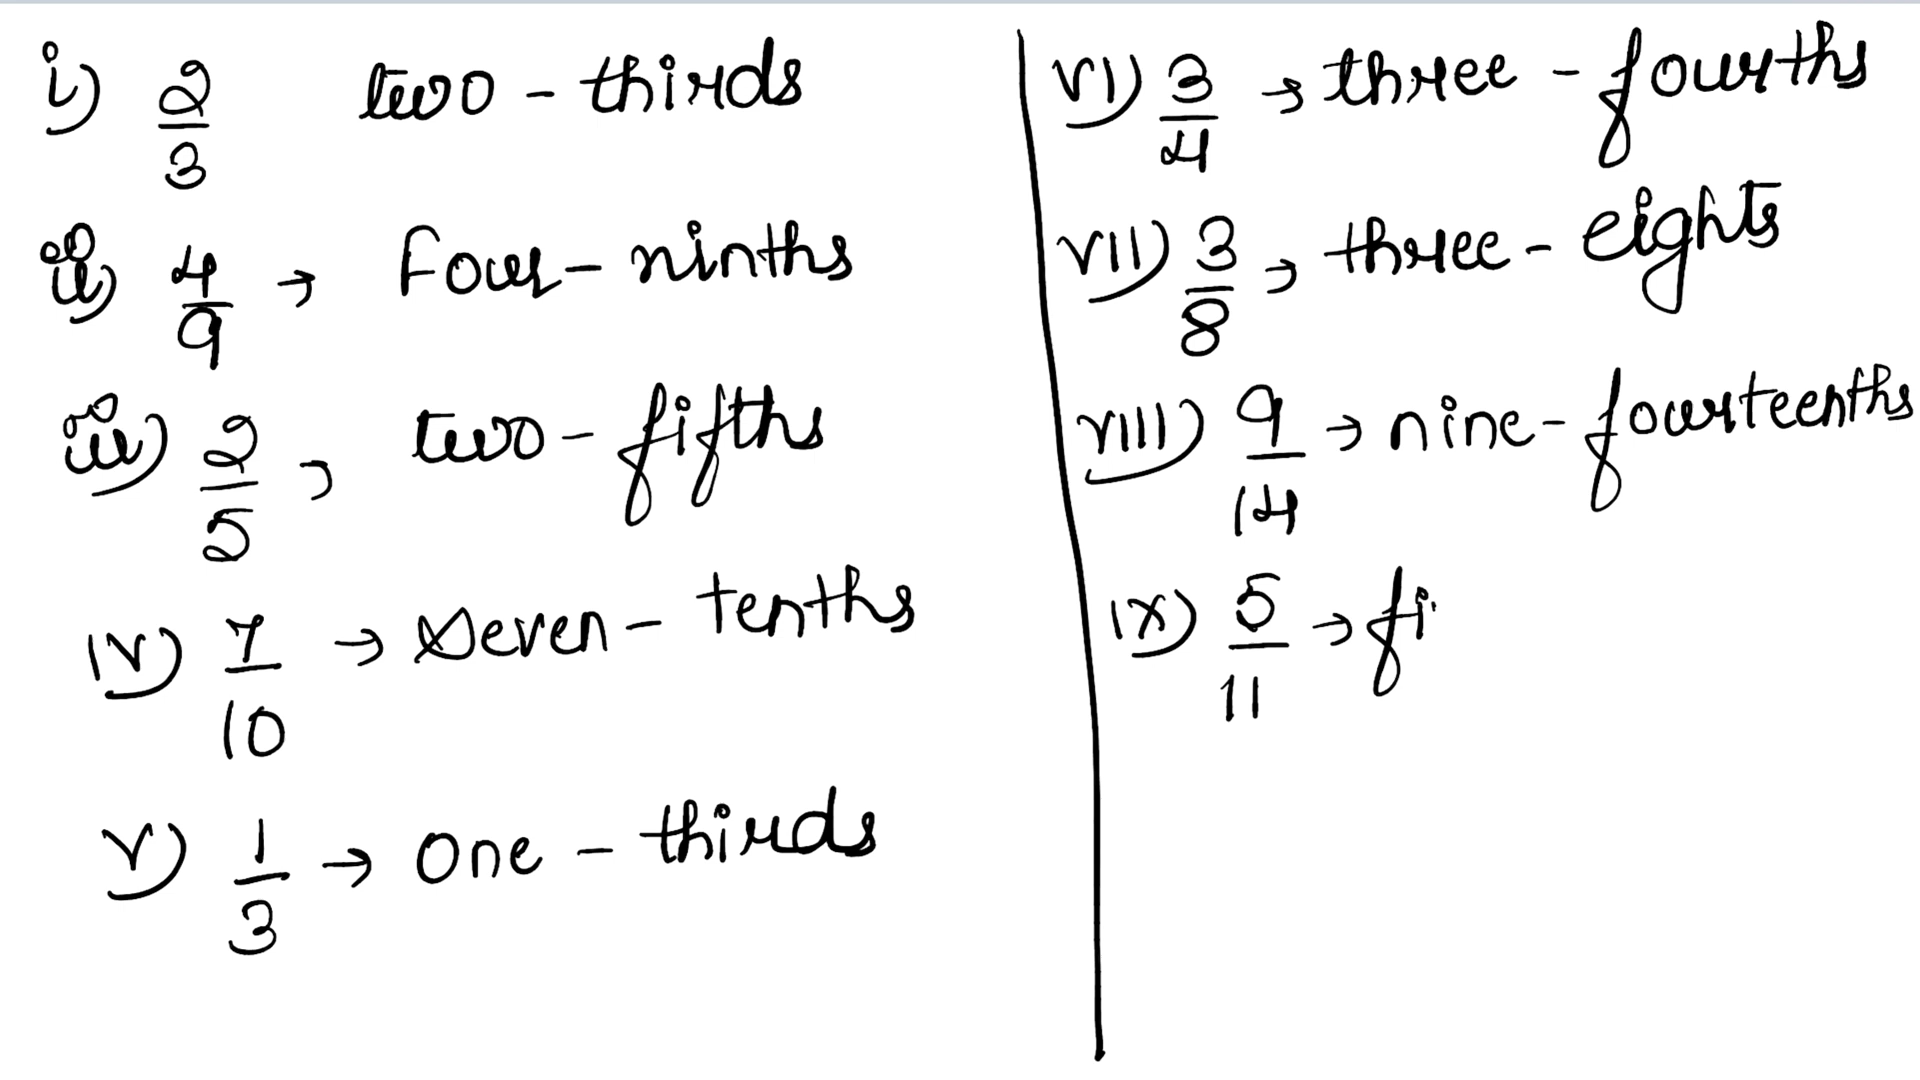 i) 2/3 two - thirds
ii) 4/9 → Four - ninths
iii) 2/5 → two - fifths
iv) 7/10 → Seven - tenths
v) 1/3 → One - thirds
vi) 3/4 → three - fourths
vii) 3/8 → three - eights
viii) 9/14 → nine - fourteenths
ix) 5/11 → fi